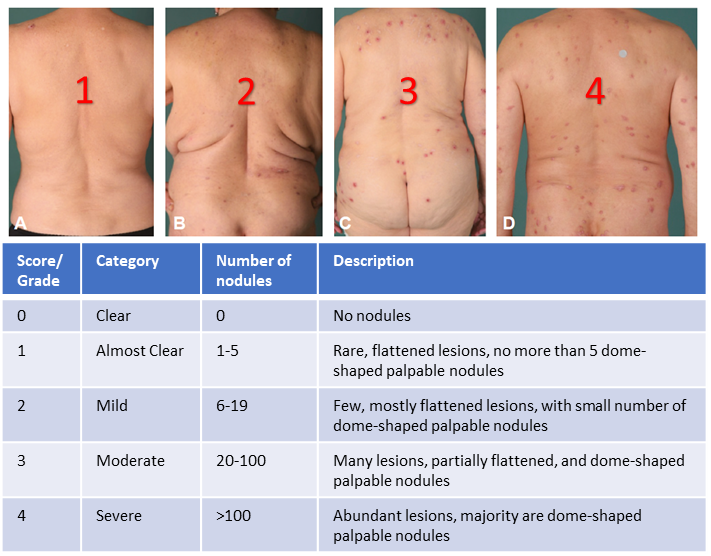 1
2
3
4
A
B
C
D
Score/ Category Number of Description
Grade nodules
0 Clear 0 No nodules
1 Almost Clear 1-5 Rare, flattened lesions, no more than 5 dome-
shaped palpable nodules
2 Mild 6-19 Few, mostly flattened lesions, with small number of
dome-shaped palpable nodules
3 Moderate 20-100 Many lesions, partially flattened, and dome-shaped
palpable nodules
4 Severe >100 Abundant lesions, majority are dome-shaped
palpable nodules